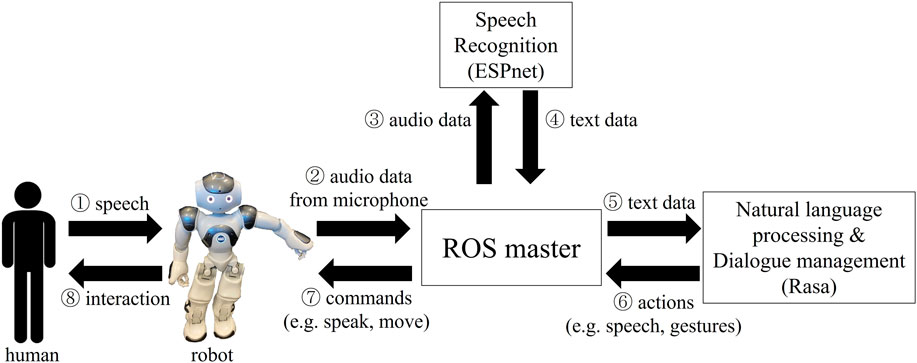 Speech
Recognition
(ESPnet)
③ audio data
④ text data
① speech
② audio data
from microphone
ROS master
⑤ text data
Natural language
processing &
Dialogue management
(Rasa)
⑧ interaction
⑦ commands
(e.g. speak, move)
⑥ actions
(e.g. speech, gestures)
human
robot